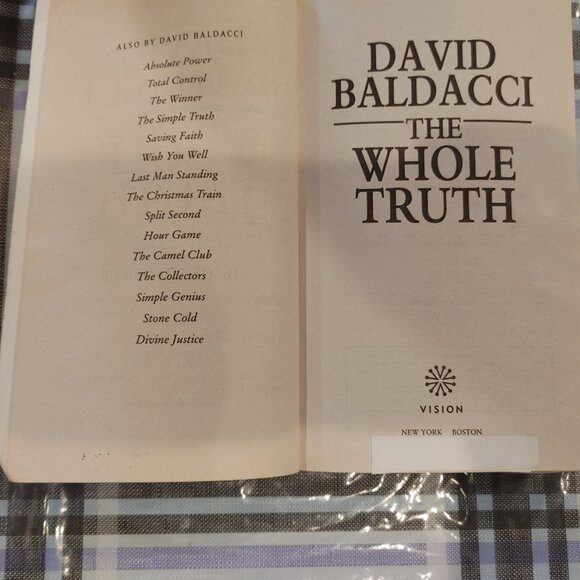 ALSO BY DAVID BALDACCI
Absolute Power
Total Control
The Winner
The Simple Truth
Saving Faith
Wish You Well
Last Man Standing
The Christmas Train
Split Second
Hour Game
The Camel Club
The Collectors
Simple Genius
Stone Cold
Divine Justice
DAVID
BALDACCI
THE
WHOLE
TRUTH
VISION
NEW YORK BOSTON